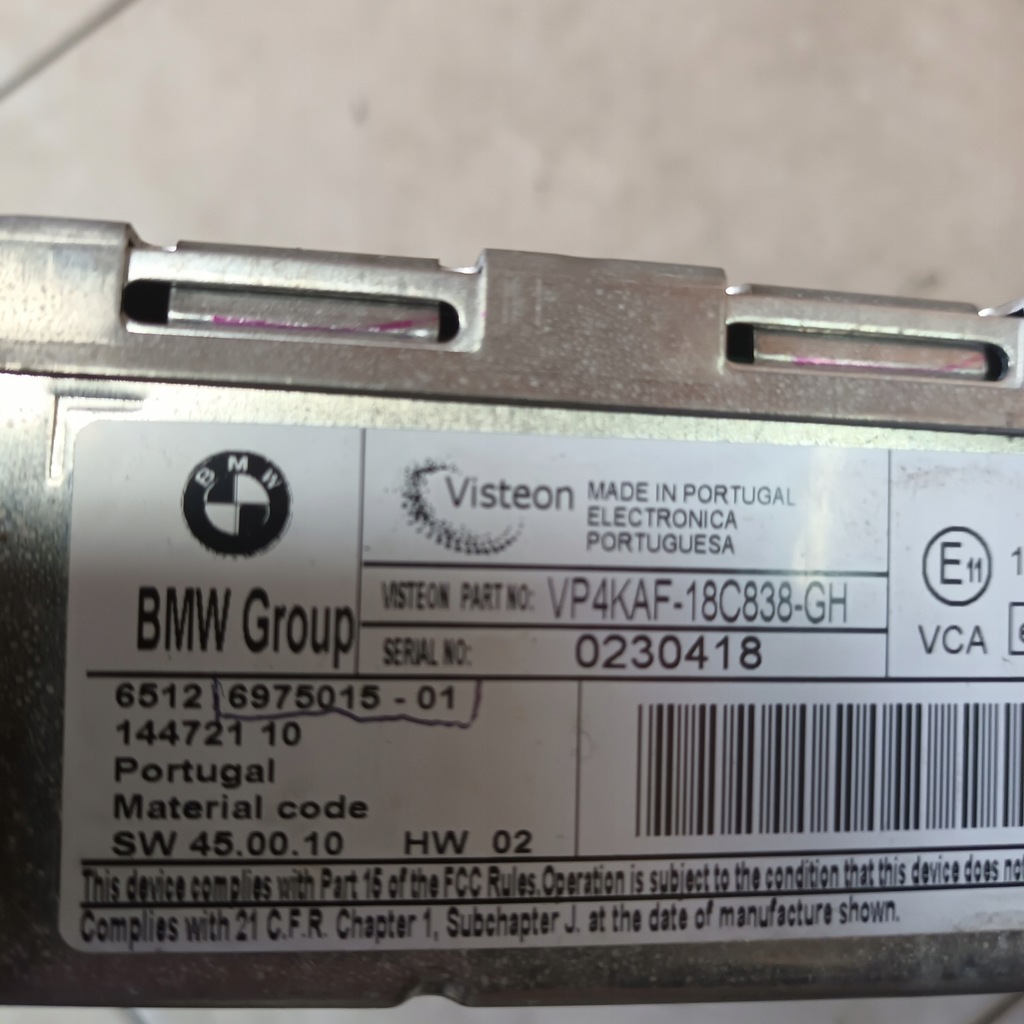 BMW
BMW Group
Visteon
MADE IN PORTUGAL
ELECTRONICA
PORTUGUESA
VISTEON PART NO: VP4KAF-18C838-GH
SERIAL NO: 0230418
E11
VCA
6512 6975015 - 01
144721 10
Portugal
Material code
SW 45.00.10 HW 02
This device complies with Part 15 of the FCC Rules.Operation is subject to the condition that this device does not
Complies with 21 C.F.R. Chapter 1, Subchapter J. at the date of manufacture shown.